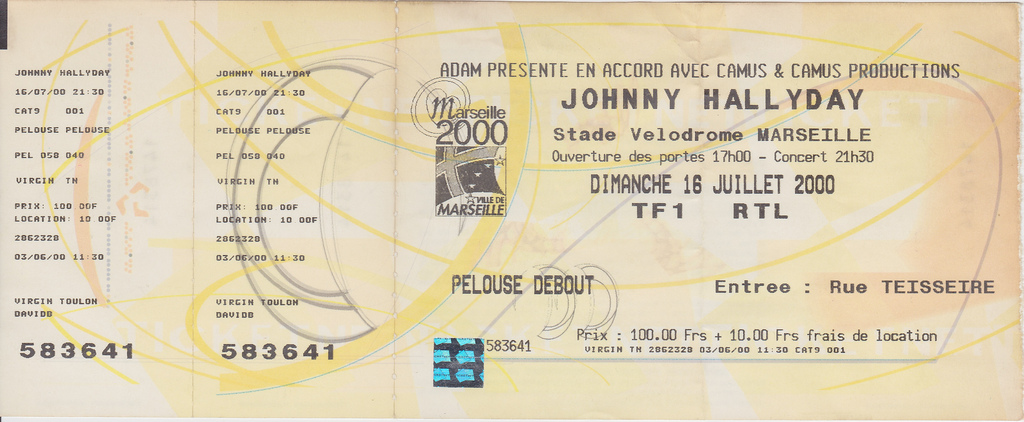 JOHNNY HALLYDAY
16/07/00 21:30
CAT9 001
PELOUSE PELOUSE
PEL 058 040
VIRGIN TN
PRIX: 100 00F
LOCATION: 10 00F
2862328
03/06/00 11:30
VIRGIN TOULON
DAVIDB
583641
JOHNNY HALLYDAY
16/07/00 21:30
CAT9 001
PELOUSE PELOUSE
PEL 058 040
VIRGIN TN
PRIX: 100 00F
LOCATION: 10 00F
2862328
03/06/00 11:30
VIRGIN TOULON
DAVIDB
583641
ADAM PRESENTE EN ACCORD AVEC CAMUS & CAMUS PRODUCTIONS
JOHNNY HALLYDAY
Marseille
2000
VILLE DE
MARSEILLE
Stade Velodrome MARSEILLE
Ouverture des portes 17h00 - Concert 21h30
DIMANCHE 16 JUILLET 2000
TF1 RTL
PELOUSE DEBOUT
Entree : Rue TEISSEIRE
Prix : 100.00 Frs + 10.00 Frs frais de location
583641
VIRGIN TN 2862328 03/06/00 11:30 CAT9 001